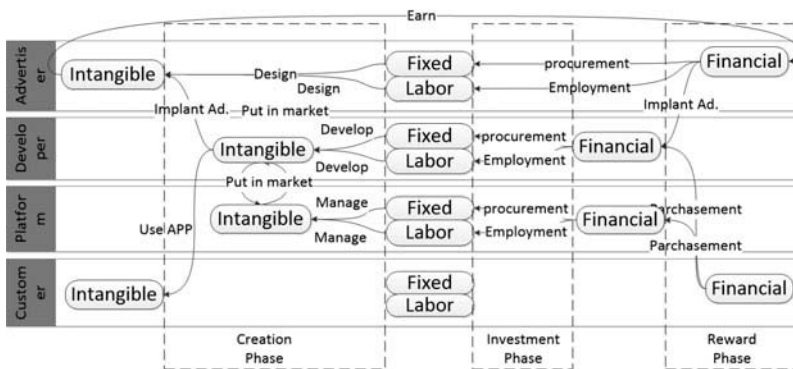 Earn
Advertis
er
Intangible
Design
Design
Fixed
Labor
procurement
Employment
Financial
Implant Ad.
Put in market
Implant Ad.
Develo
per
Intangible
Develop
Develop
Fixed
Labor
procurement
Employment
Financial
Put in market
Platfor
m
Intangible
Manage
Manage
Fixed
Labor
procurement
Employment
Financial
Parchasement
Parchasement
Use APP
Custom
er
Intangible
Fixed
Labor
Financial
Creation
Phase
Investment
Phase
Reward
Phase